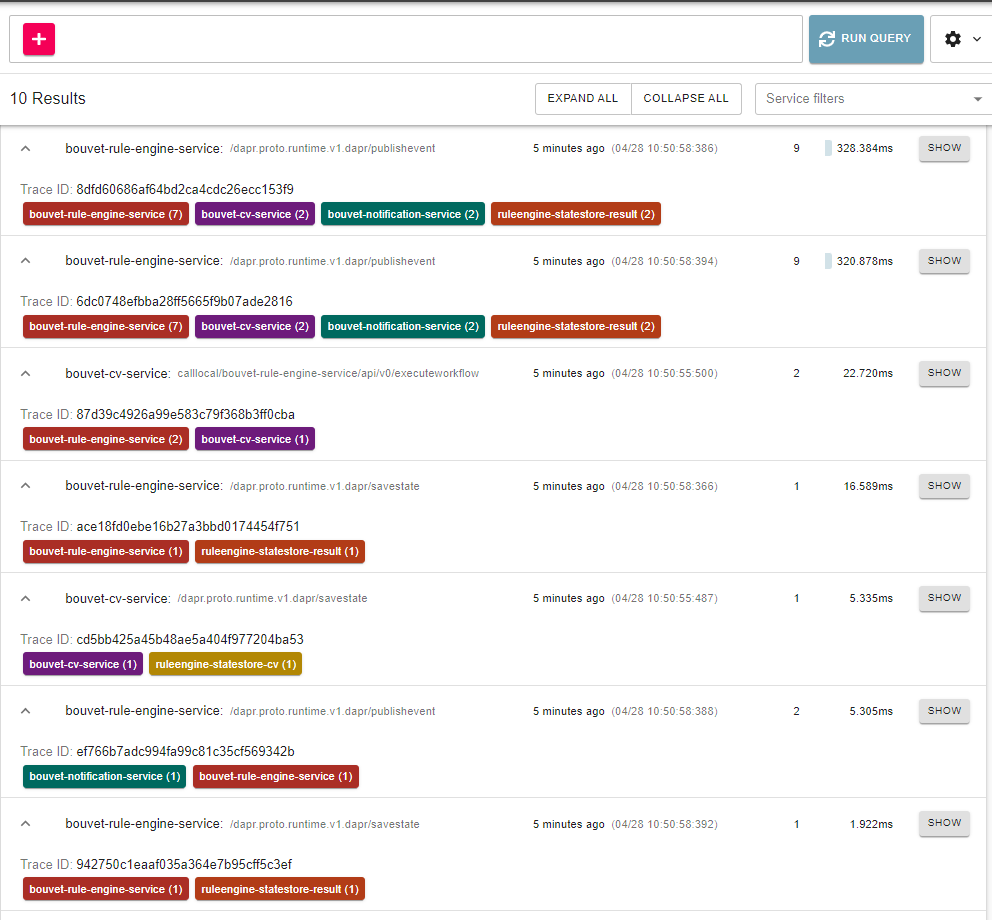 + RUN QUERY
10 Results EXPAND ALL COLLAPSE ALL Service filters
bouvet-rule-engine-service: /dapr.proto.runtime.v1.dapr/publishevent 5 minutes ago (04/28 10:50:58:386) 9 328.384ms SHOW
Trace ID: 8dfd60686af64bd2ca4cdc26ecc153f9
bouvet-rule-engine-service (7) bouvet-cv-service (2) bouvet-notification-service (2) ruleengine-statestore-result (2)
bouvet-rule-engine-service: /dapr.proto.runtime.v1.dapr/publishevent 5 minutes ago (04/28 10:50:58:394) 9 320.878ms SHOW
Trace ID: 6dc0748efbba28ff5665f9b07ade2816
bouvet-rule-engine-service (7) bouvet-cv-service (2) bouvet-notification-service (2) ruleengine-statestore-result (2)
bouvet-cv-service: calllocal/bouvet-rule-engine-service/api/v0/executeworkflow 5 minutes ago (04/28 10:50:55:500) 2 22.720ms SHOW
Trace ID: 87d39c4926a99e583c79f368b3ff0cba
bouvet-rule-engine-service (2) bouvet-cv-service (1)
bouvet-rule-engine-service: /dapr.proto.runtime.v1.dapr/savestate 5 minutes ago (04/28 10:50:58:366) 1 16.589ms SHOW
Trace ID: ace18fd0ebe16b27a3bbd0174454f751
bouvet-rule-engine-service (1) ruleengine-statestore-result (1)
bouvet-cv-service: /dapr.proto.runtime.v1.dapr/savestate 5 minutes ago (04/28 10:50:55:487) 1 5.335ms SHOW
Trace ID: cd5bb425a45b48ae5a404f977204ba53
bouvet-cv-service (1) ruleengine-statestore-cv (1)
bouvet-rule-engine-service: /dapr.proto.runtime.v1.dapr/publishevent 5 minutes ago (04/28 10:50:58:388) 2 5.305ms SHOW
Trace ID: ef766b7adc994fa99c81c35cf569342b
bouvet-notification-service (1) bouvet-rule-engine-service (1)
bouvet-rule-engine-service: /dapr.proto.runtime.v1.dapr/savestate 5 minutes ago (04/28 10:50:58:392) 1 1.922ms SHOW
Trace ID: 942750c1eaaf035a364e7b95cff5c3ef
bouvet-rule-engine-service (1) ruleengine-statestore-result (1)